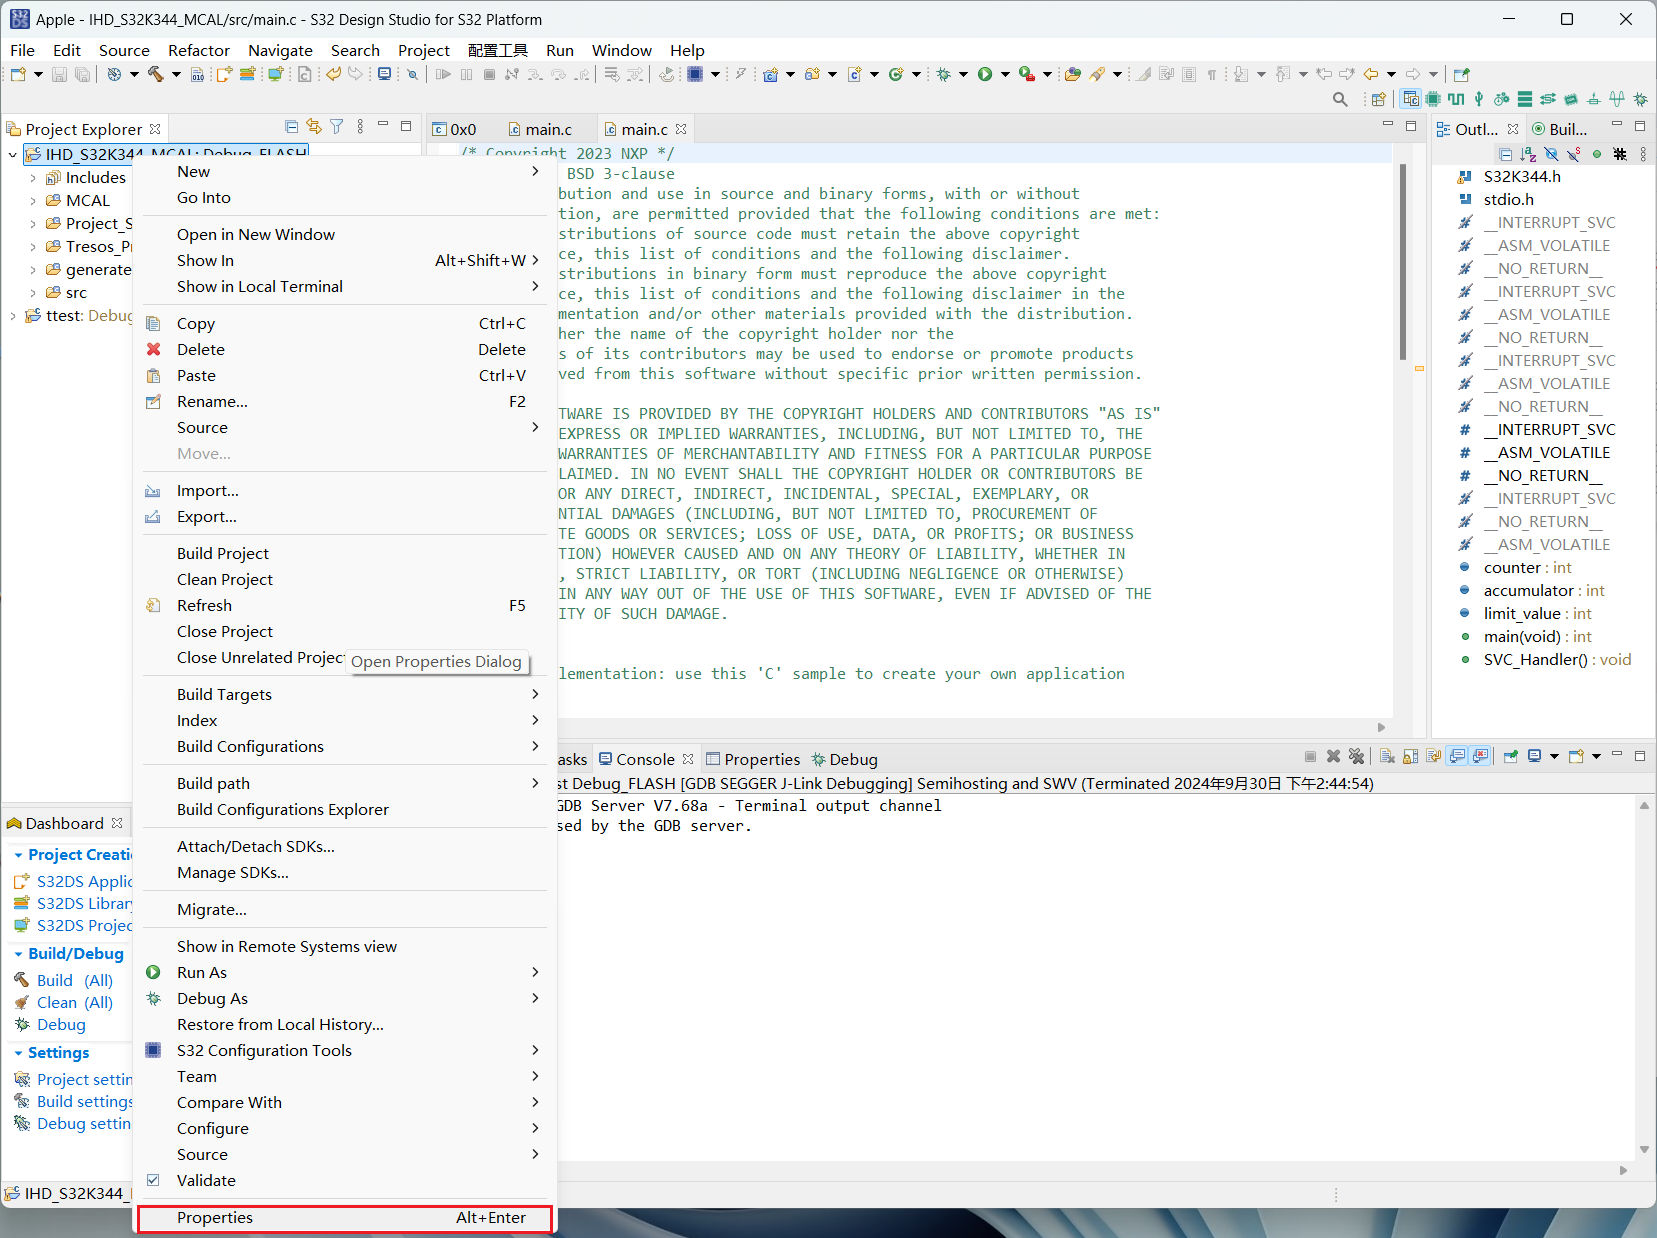 Apple - IHD_S32K344_MCAL/src/main.c - S32 Design Studio for S32 Platform
File Edit Source Refactor Navigate Search Project 配置工具 Run Window Help
Project Explorer
IHD_S32K344_MCAL: Debug_FLASH
Includes
MCAL
Project_S
Tresos_Pr
generate
src
ttest: Debug
New
Go Into
Open in New Window
Show In Alt+Shift+W
Show in Local Terminal
Copy Ctrl+C
Delete Delete
Paste Ctrl+V
Rename... F2
Source
Move...
Import...
Export...
Build Project
Clean Project
Refresh F5
Close Project
Close Unrelated Project
Open Properties Dialog
Build Targets
Index
Build Configurations
Build path
Build Configurations Explorer
Attach/Detach SDKs...
Manage SDKs...
Migrate...
Show in Remote Systems view
Run As
Debug As
Restore from Local History...
S32 Configuration Tools
Team
Compare With
Configure
Source
Validate
Properties Alt+Enter
0x0 main.c main.c
/* Copyright 2023 NXP */
BSD 3-clause
bution and use in source and binary forms, with or without
tion, are permitted provided that the following conditions are met:
stributions of source code must retain the above copyright
ce, this list of conditions and the following disclaimer.
stributions in binary form must reproduce the above copyright
ce, this list of conditions and the following disclaimer in the
mentation and/or other materials provided with the distribution.
her the name of the copyright holder nor the
s of its contributors may be used to endorse or promote products
ved from this software without specific prior written permission.
TWARE IS PROVIDED BY THE COPYRIGHT HOLDERS AND CONTRIBUTORS "AS IS"
EXPRESS OR IMPLIED WARRANTIES, INCLUDING, BUT NOT LIMITED TO, THE
WARRANTIES OF MERCHANTABILITY AND FITNESS FOR A PARTICULAR PURPOSE
LAIMED. IN NO EVENT SHALL THE COPYRIGHT HOLDER OR CONTRIBUTORS BE
OR ANY DIRECT, INDIRECT, INCIDENTAL, SPECIAL, EXEMPLARY, OR
NTIAL DAMAGES (INCLUDING, BUT NOT LIMITED TO, PROCUREMENT OF
TE GOODS OR SERVICES; LOSS OF USE, DATA, OR PROFITS; OR BUSINESS
TION) HOWEVER CAUSED AND ON ANY THEORY OF LIABILITY, WHETHER IN
, STRICT LIABILITY, OR TORT (INCLUDING NEGLIGENCE OR OTHERWISE)
IN ANY WAY OUT OF THE USE OF THIS SOFTWARE, EVEN IF ADVISED OF THE
ITY OF SUCH DAMAGE.
lementation: use this 'C' sample to create your own application
Outl... Buil...
S32K344.h
stdio.h
__INTERRUPT_SVC
__ASM_VOLATILE
__NO_RETURN__
__INTERRUPT_SVC
__ASM_VOLATILE
__NO_RETURN__
__INTERRUPT_SVC
__ASM_VOLATILE
__NO_RETURN__
__INTERRUPT_SVC
__ASM_VOLATILE
__NO_RETURN__
__INTERRUPT_SVC
__NO_RETURN__
__ASM_VOLATILE
counter : int
accumulator : int
limit_value : int
main(void) : int
SVC_Handler() : void
asks Console Properties Debug
st Debug_FLASH [GDB SEGGER J-Link Debugging] Semihosting and SWV (Terminated 2024年9月30日 下午2:44:54)
GDB Server V7.68a - Terminal output channel
sed by the GDB server.
Dashboard
Project Creatio
S32DS Applic
S32DS Library
S32DS Projec
Build/Debug
Build (All)
Clean (All)
Debug
Settings
Project settin
Build settings
Debug settin
IHD_S32K344_